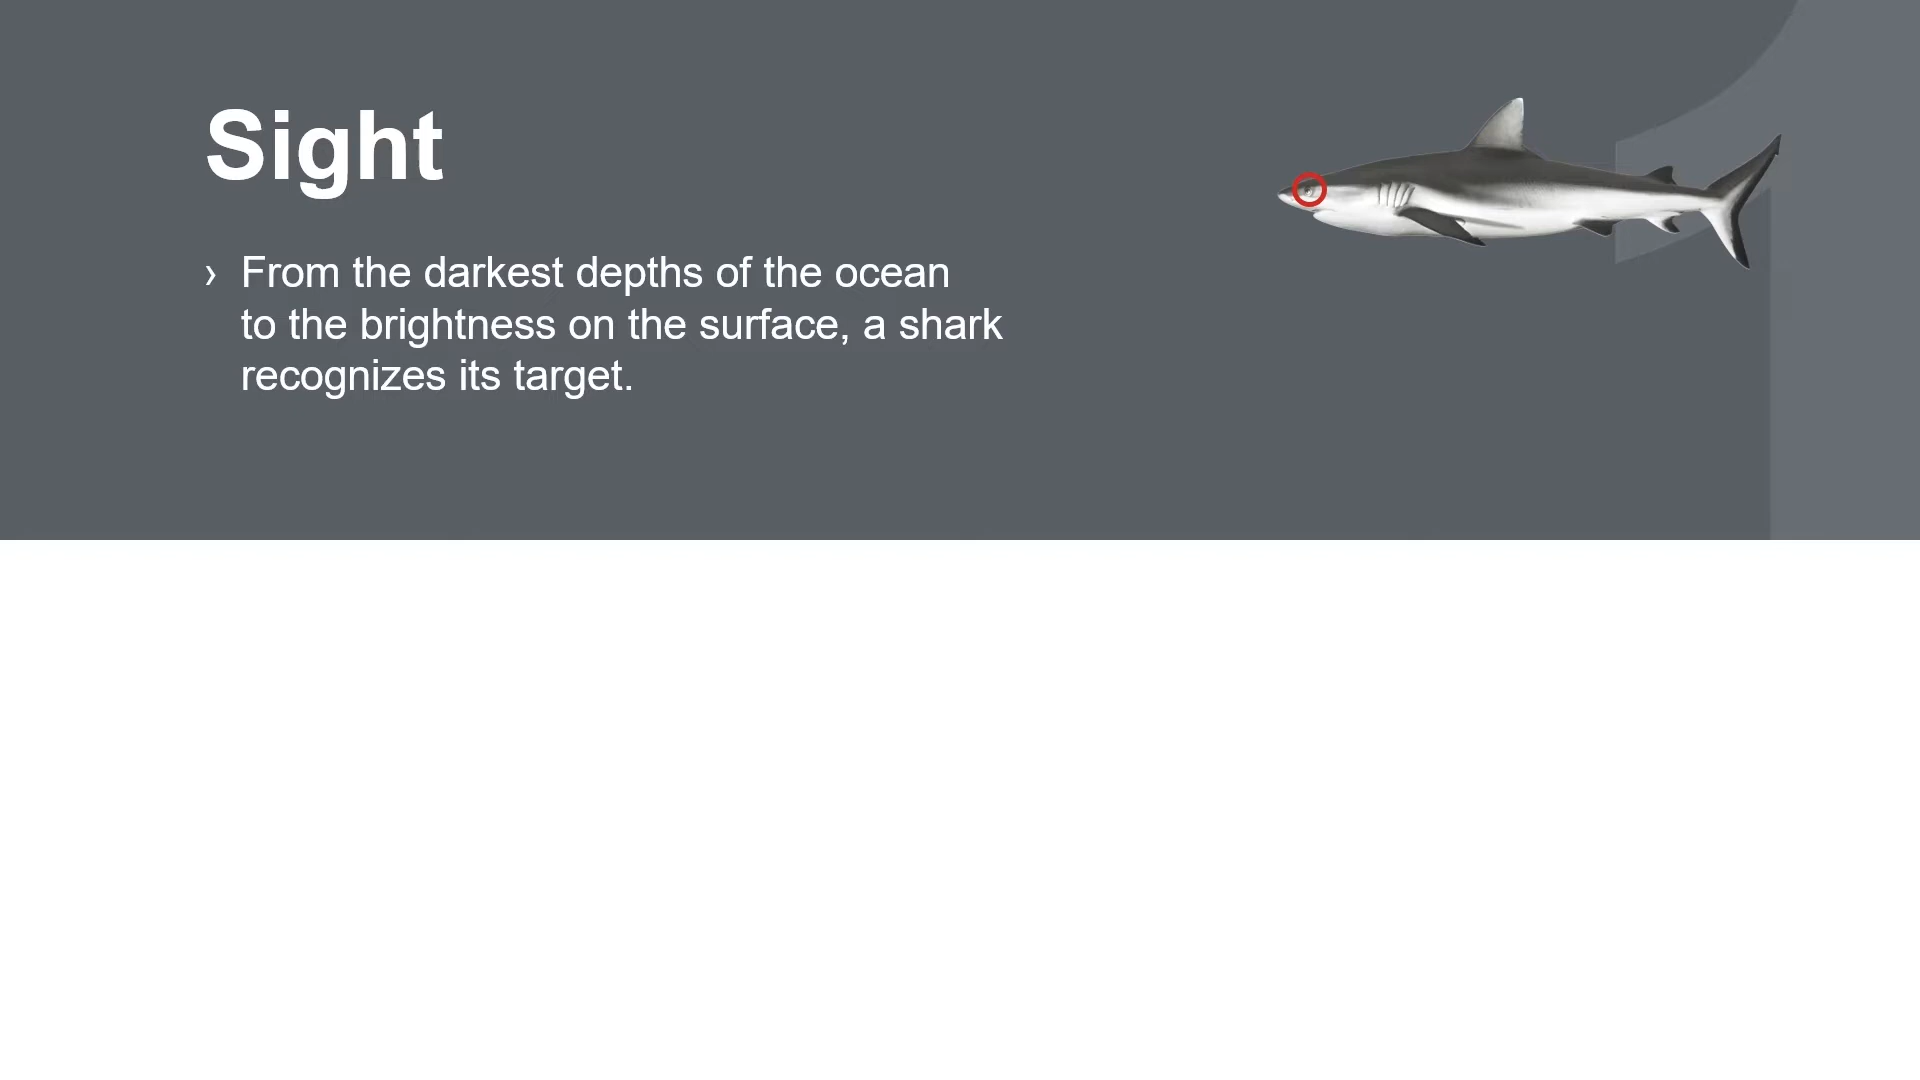 Sight
› From the darkest depths of the ocean
to the brightness on the surface, a shark
recognizes its target.